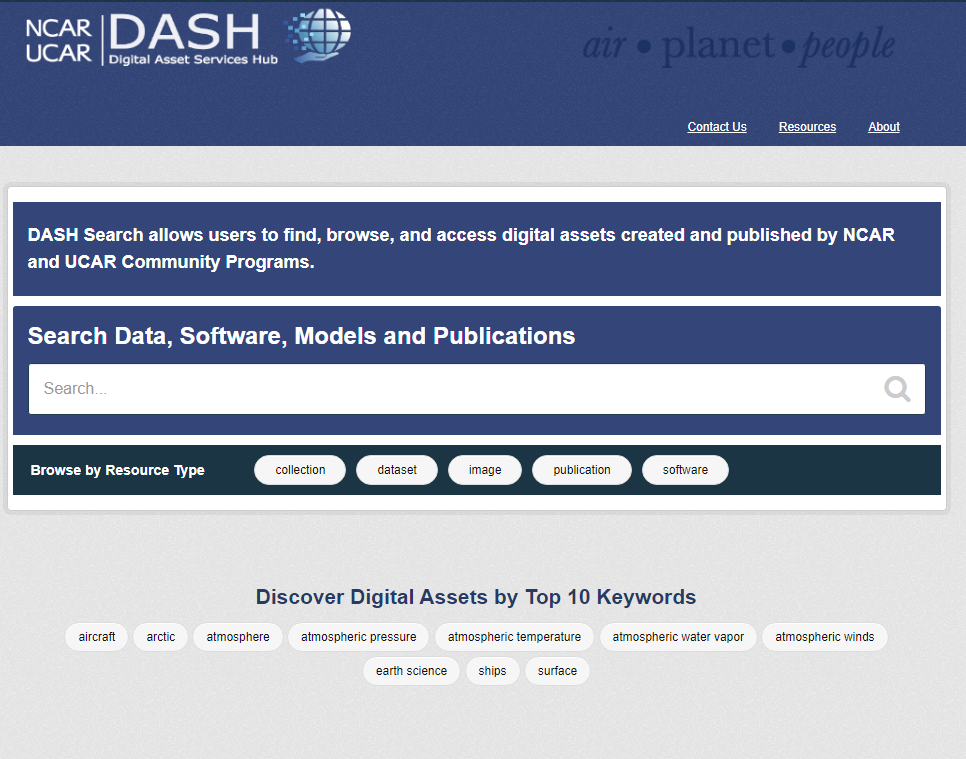 NCAR
UCAR
DASH
Digital Asset Services Hub
air • planet • people
Contact Us Resources About
DASH Search allows users to find, browse, and access digital assets created and published by NCAR
and UCAR Community Programs.
Search Data, Software, Models and Publications
Search...
Browse by Resource Type collection dataset image publication software
Discover Digital Assets by Top 10 Keywords
aircraft arctic atmosphere atmospheric pressure atmospheric temperature atmospheric water vapor atmospheric winds
earth science ships surface